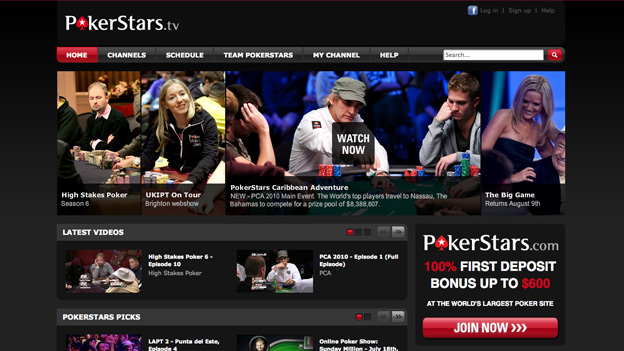 PokerStars.tv
Log in | Sign up | Help
HOME CHANNELS SCHEDULE TEAM POKERSTARS MY CHANNEL HELP Search...
WATCH
NOW
High Stakes Poker
Season 6
UKIPT On Tour
Brighton webshow
PokerStars Caribbean Adventure
NEW - PCA 2010 Main Event. The World's top players travel to Nassau, The
Bahamas to compete for a prize pool of $8,388,607.
The Big Game
Returns August 9th
LATEST VIDEOS
High Stakes Poker 6 -
Episode 10
High Stakes Poker
PCA 2010 - Episode 1 (Full
Episode)
PCA
POKERSTARS PICKS
LAPT 2 - Punta del Este,
Episode 4
Online Poker Show:
Sunday Million - July 18th,
PokerStars.com
100% FIRST DEPOSIT
BONUS UP TO $600
AT THE WORLD'S LARGEST POKER SITE
JOIN NOW >>>